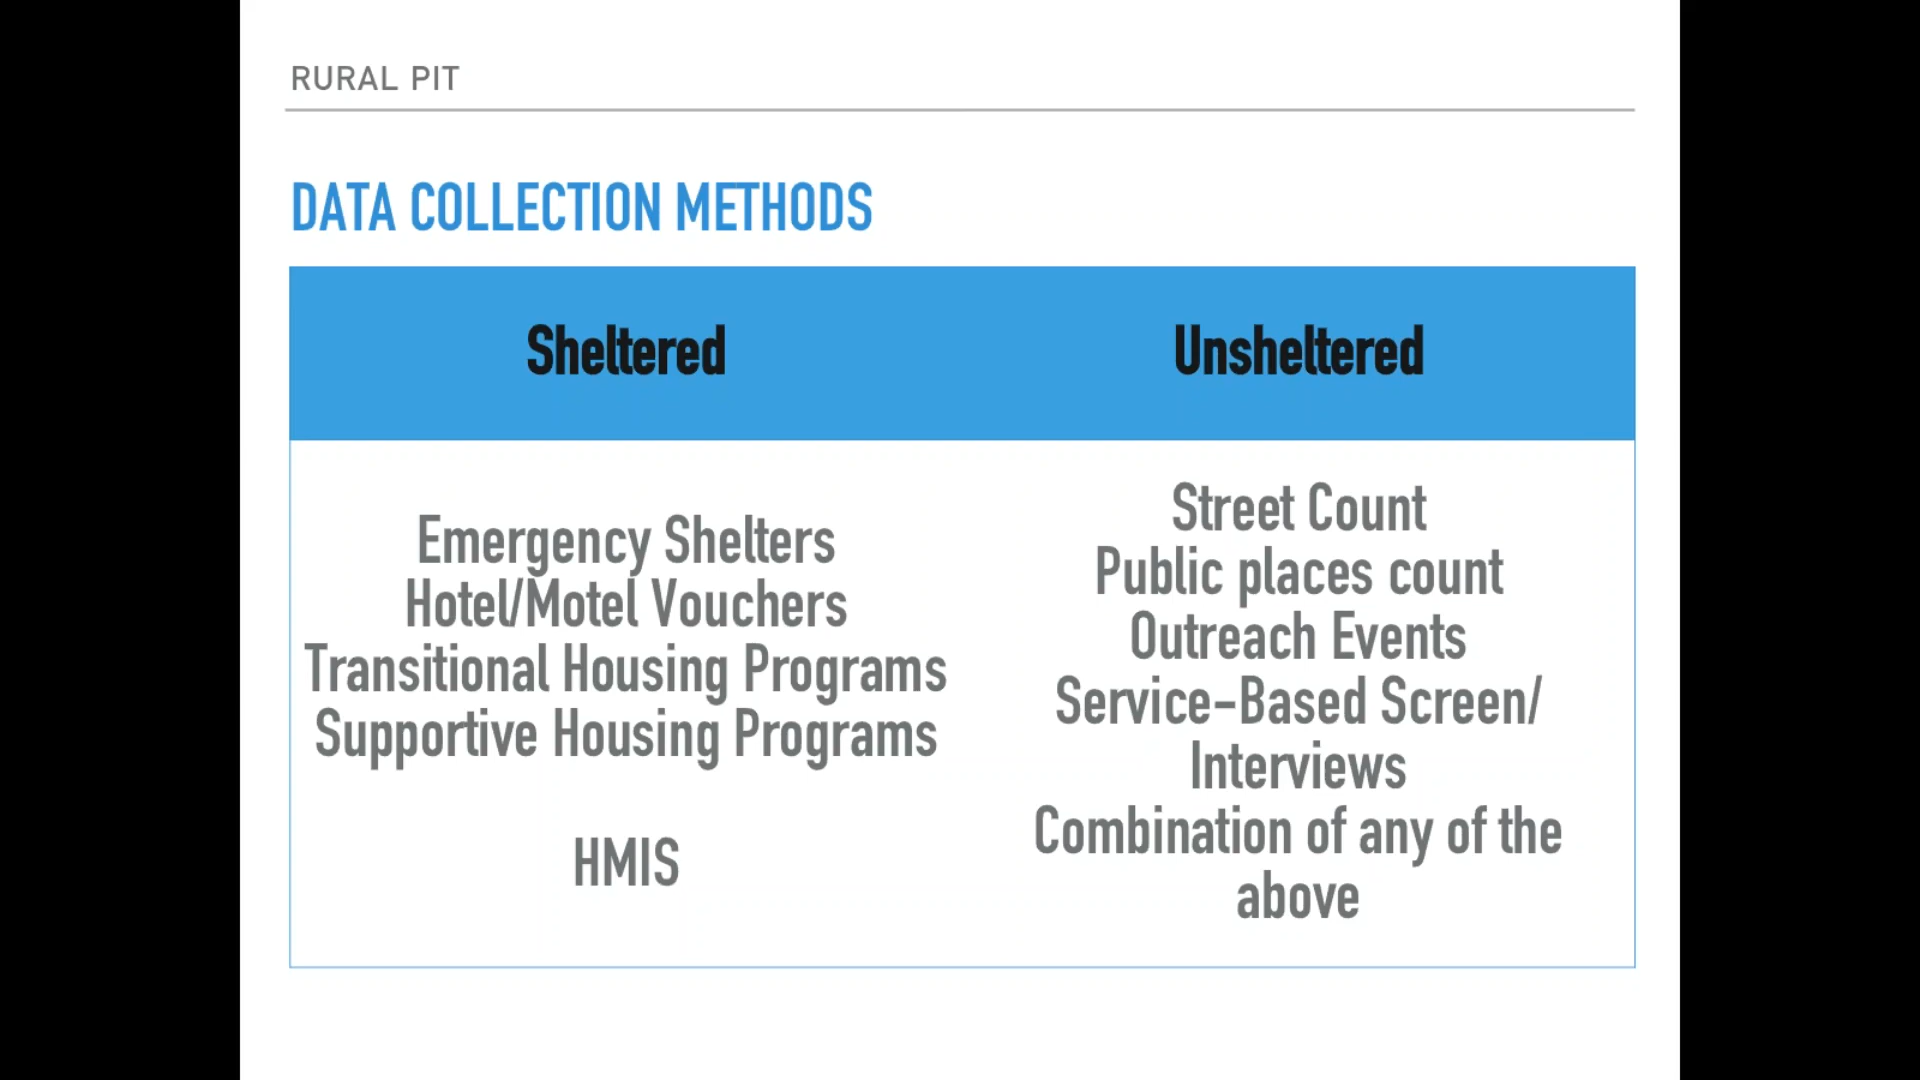 RURAL PIT
DATA COLLECTION METHODS
Sheltered
Unsheltered
Emergency Shelters
Hotel/Motel Vouchers
Transitional Housing Programs
Supportive Housing Programs
HMIS
Street Count
Public places count
Outreach Events
Service-Based Screen/
Interviews
Combination of any of the
above